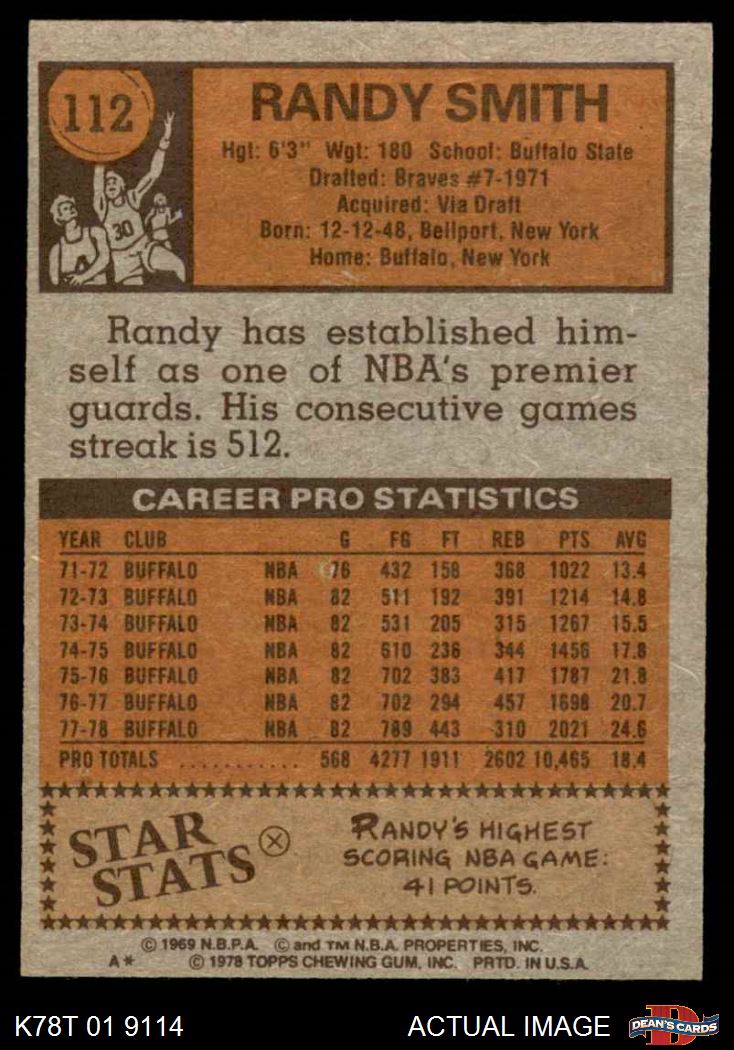 112
RANDY SMITH
Hgt: 6'3" Wgt: 180 School: Buffalo State
Drafted: Braves #7-1971
Acquired: Via Draft
Born: 12-12-48, Bellport, New York
Home: Buffalo, New York
30
Randy has established him-
self as one of NBA's premier
guards. His consecutive games
streak is 512.
CAREER PRO STATISTICS
YEAR CLUB G FG FT REB PTS AVG
71-72 BUFFALO NBA 76 432 158 368 1022 13.4
72-73 BUFFALO NBA 82 511 192 391 1214 14.8
73-74 BUFFALO NBA 82 531 205 315 1267 15.5
74-75 BUFFALO NBA 82 610 236 344 1456 17.8
75-76 BUFFALO NBA 82 702 383 417 1787 21.8
76-77 BUFFALO NBA 82 702 294 457 1698 20.7
77-78 BUFFALO NBA 82 789 443 310 2021 24.6
PRO TOTALS ........... 568 4277 1911 2602 10,465 18.4
STAR
STATS
RANDY'S HIGHEST
SCORING NBA GAME:
41 POINTS.
© 1969 N.B.P.A. © and TM N.B.A. PROPERTIES, INC.
A* © 1978 TOPPS CHEWING GUM, INC. PRTD. IN U.S.A.
K78T 01 9114 ACTUAL IMAGE DEAN'S CARDS